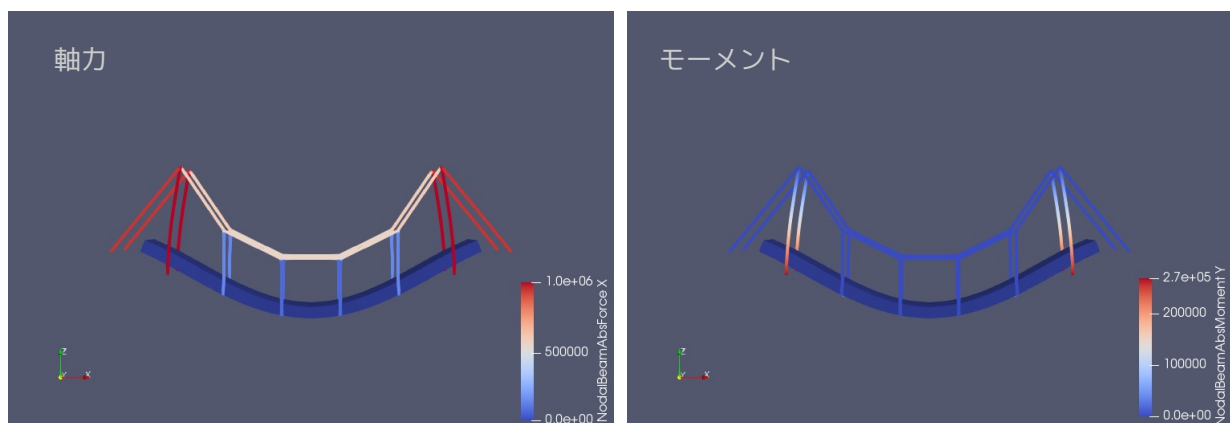 軸力
1.0e+06
500000
0.0e+00
NodalBeamAbsForce X
Z
Y
X
モーメント
2.7e+05
200000
100000
0.0e+00
NodalBeamAbsMoment Y
Z
Y
X